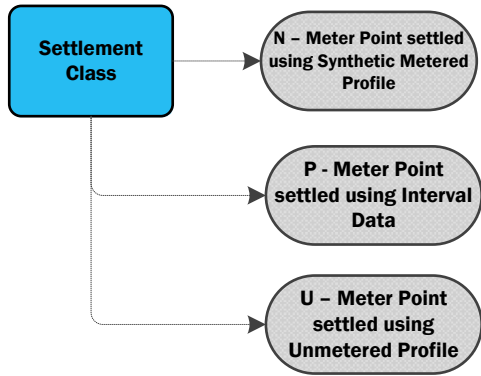 Settlement
Class
N – Meter Point settled
using Synthetic Metered
Profile
P - Meter Point
settled using Interval
Data
U – Meter Point
settled using
Unmetered Profile